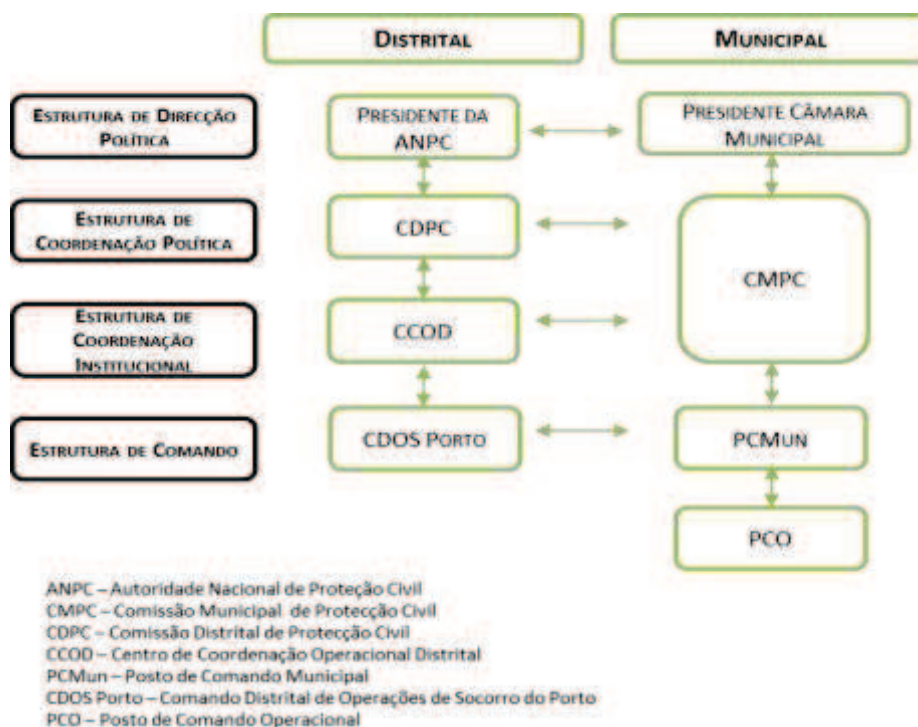 DISTRITAL
MUNICIPAL
ESTRUTURA DE DIRECÇÃO
POLÍTICA
PRESIDENTE DA
ANPC
PRESIDENTE CÂMARA
MUNICIPAL
ESTRUTURA DE
COORDENAÇÃO POLÍTICA
CDPC
CMPC
ESTRUTURA DE
COORDENAÇÃO
INSTITUCIONAL
CCOD
ESTRUTURA DE COMANDO
CDOS PORTO
PCMUN
PCO
ANPC – Autoridade Nacional de Proteção Civil
CMPC – Comissão Municipal de Protecção Civil
CDPC – Comissão Distrital de Protecção Civil
CCOD – Centro de Coordenação Operacional Distrital
PCMun – Posto de Comando Municipal
CDOS Porto – Comando Distrital de Operações de Socorro do Porto
PCO – Posto de Comando Operacional